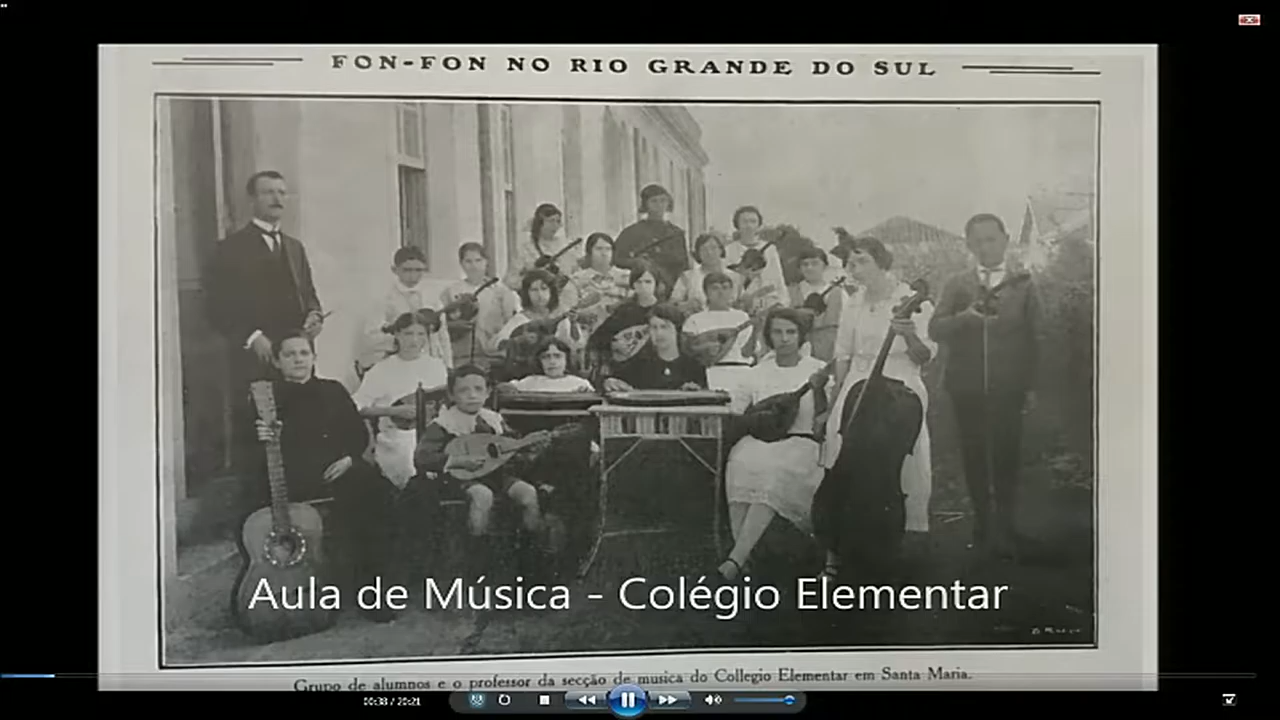 FON-FON NO RIO GRANDE DO SUL
Aula de Música - Colégio Elementar
Grupo de alumnos e o professor da secção de musica do Collegio Elementar em Santa Maria.
00:38 / 20:21